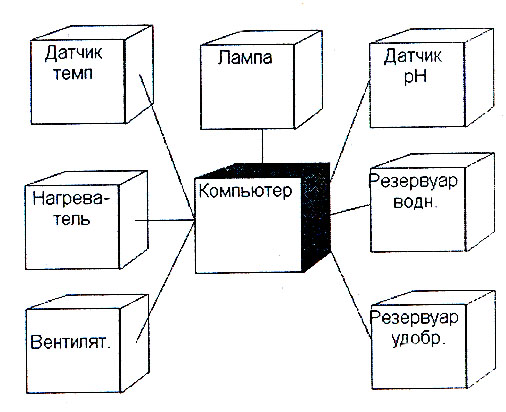 Датчик
темп
Лампа
Датчик
pH
Нагрева-
тель
Компьютер
Резервуар
водн.
Вентилят.
Резервуар
удобр.